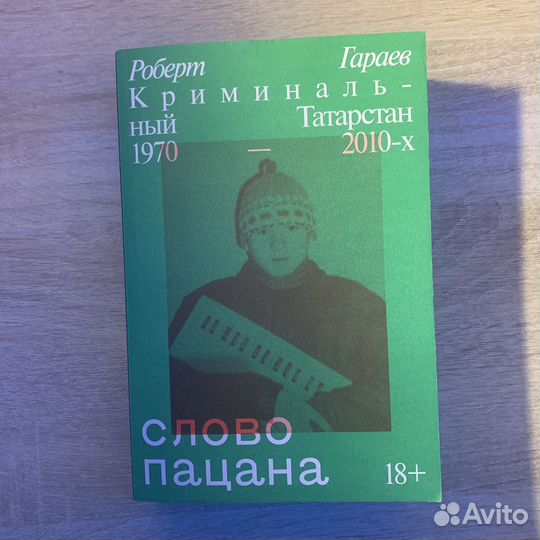 Роберт Гараев
Криминаль-
ный Татарстан
1970 — 2010-х
слово
пацана
18+
Avito